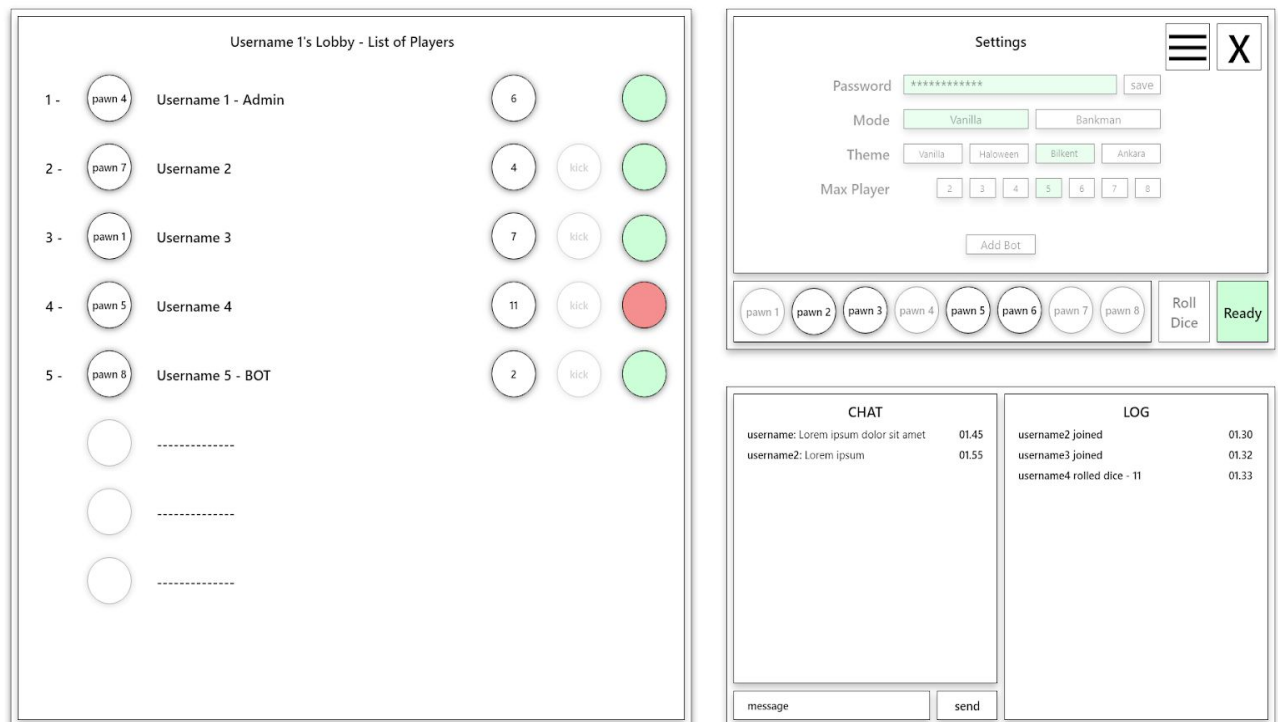 Username 1's Lobby - List of Players
1 - pawn 4 Username 1 - Admin 6
2 - pawn 7 Username 2 4 kick
3 - pawn 1 Username 3 7 kick
4 - pawn 5 Username 4 11 kick
5 - pawn 8 Username 5 - BOT 2 kick
--------------
--------------
--------------
Settings X
Password ************ save
Mode Vanilla Bankman
Theme Vanilla Haloween Bilkent Ankara
Max Player 2 3 4 5 6 7 8
Add Bot
pawn 1 pawn 2 pawn 3 pawn 4 pawn 5 pawn 6 pawn 7 pawn 8
Roll
Dice
Ready
CHAT
username: Lorem ipsum dolor sit amet 01.45
username2: Lorem ipsum 01.55
message send
LOG
username2 joined 01.30
username3 joined 01.32
username4 rolled dice - 11 01.33